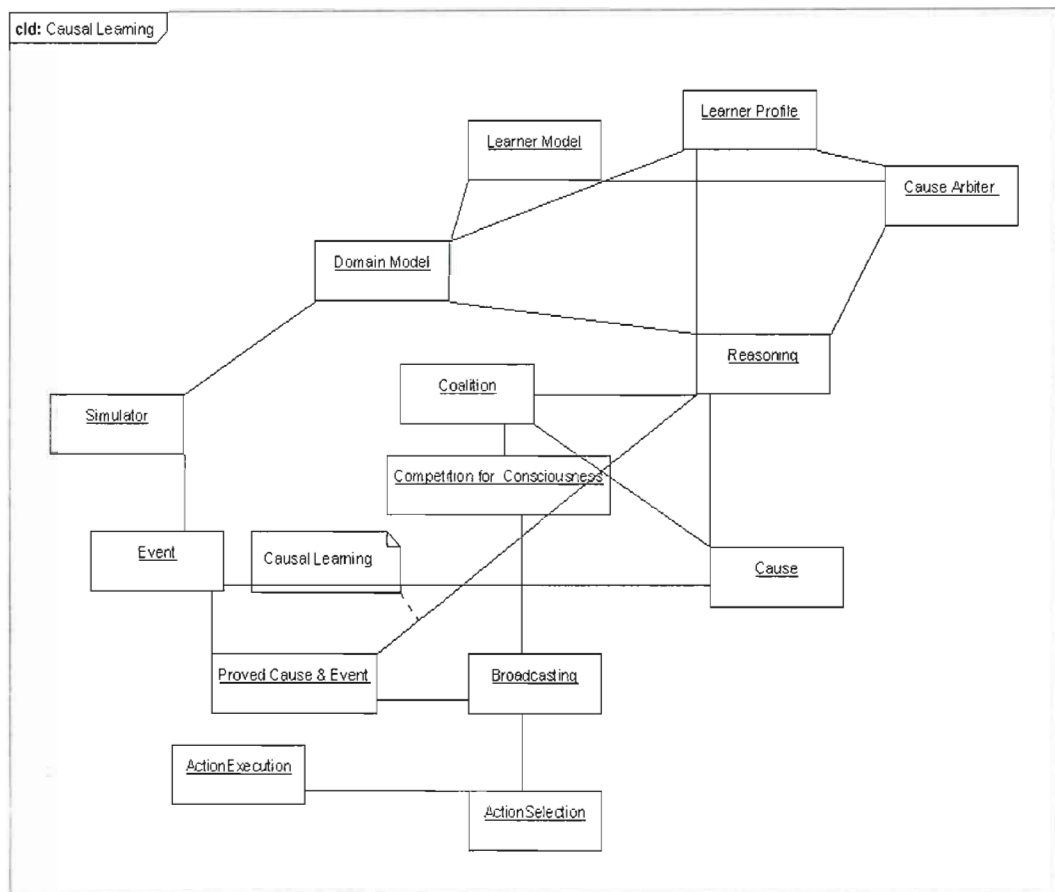 cld: Causal Learning
Learner Profile
Learner Model
Cause Arbiter
Domain Model
Reasoning
Coalition
Simulator
Competition for Consciousness
Event
Causal Learning
Cause
Proved Cause & Event
Broadcasting
ActionExecution
ActionSelection